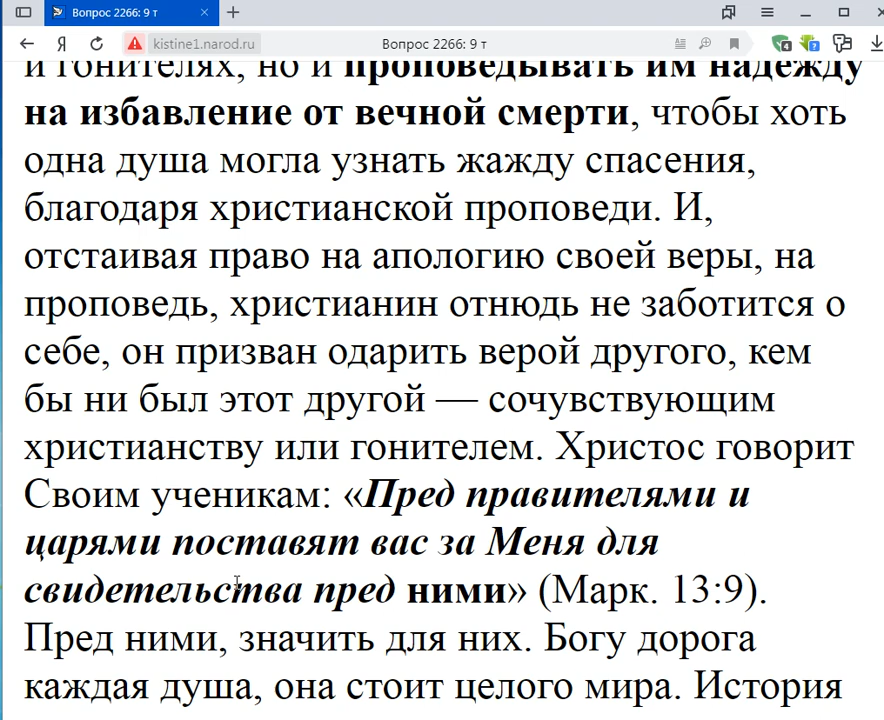 Вопрос 2266: 9 т
kistine1.narod.ru
Вопрос 2266: 9 т
и гонителях, но и проповедывать им надежду
на избавление от вечной смерти, чтобы хоть
одна душа могла узнать жажду спасения,
благодаря христианской проповеди. И,
отстаивая право на апологию своей веры, на
проповедь, христианин отнюдь не заботится о
себе, он призван одарить верой другого, кем
бы ни был этот другой — сочувствующим
христианству или гонителем. Христос говорит
Своим ученикам: «Пред правителями и
царями поставят вас за Меня для
свидетельства пред ними» (Марк. 13:9).
Пред ними, значить для них. Богу дорога
каждая душа, она стоит целого мира. История